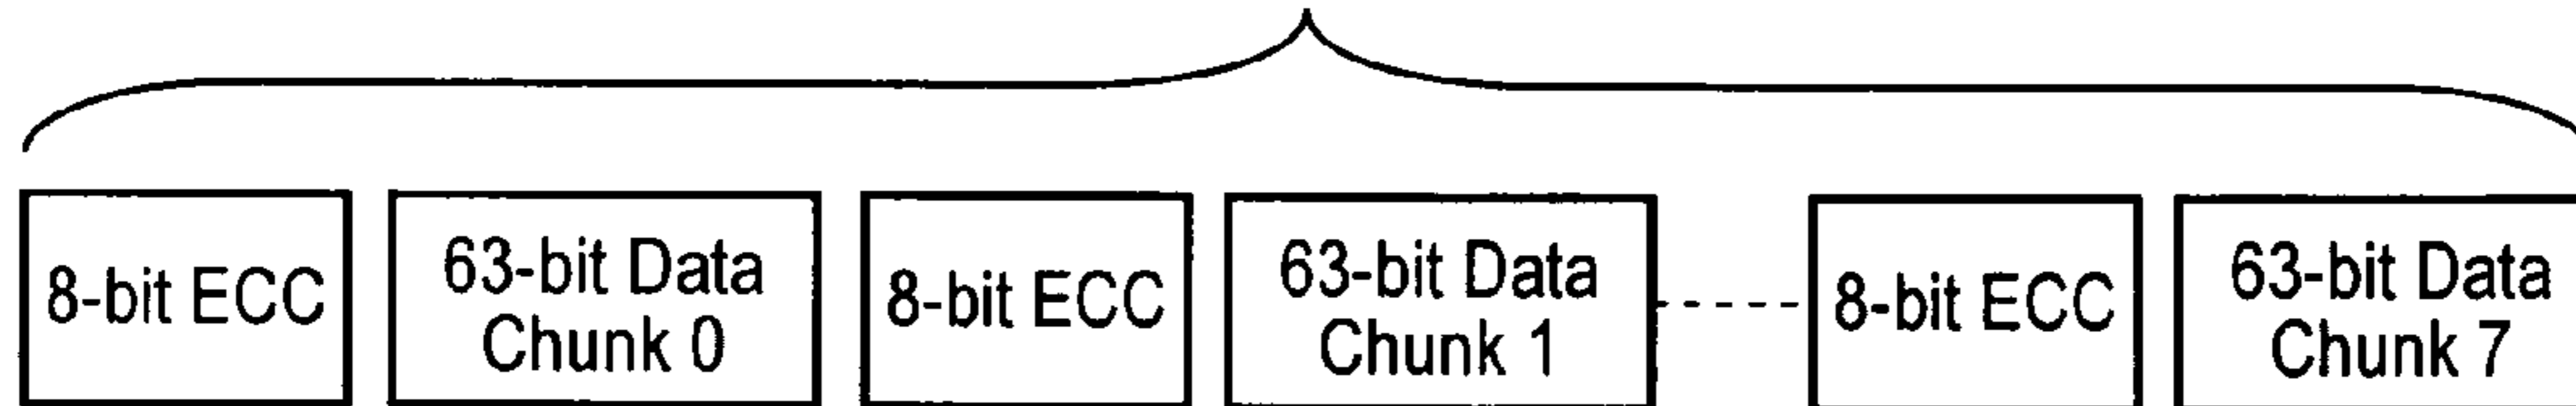 8-bit ECC
63-bit Data
Chunk 0
8-bit ECC
63-bit Data
Chunk 1
8-bit ECC
63-bit Data
Chunk 7